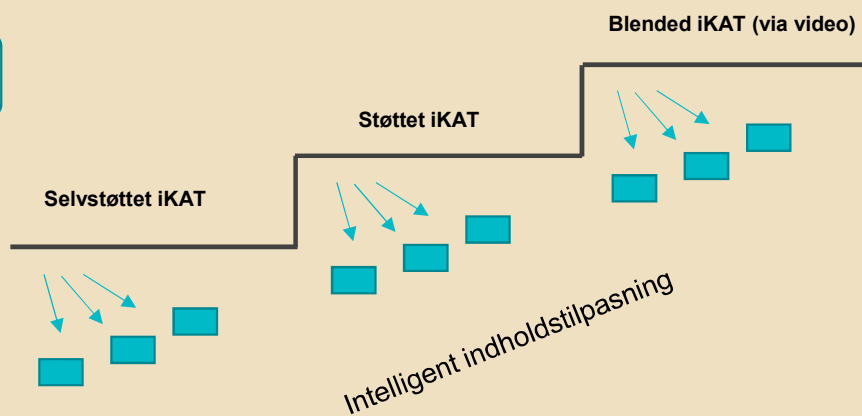 Blended iKAT (via video)
Støttet iKAT
Selvstøttet iKAT
Intelligent indholdstilpasning